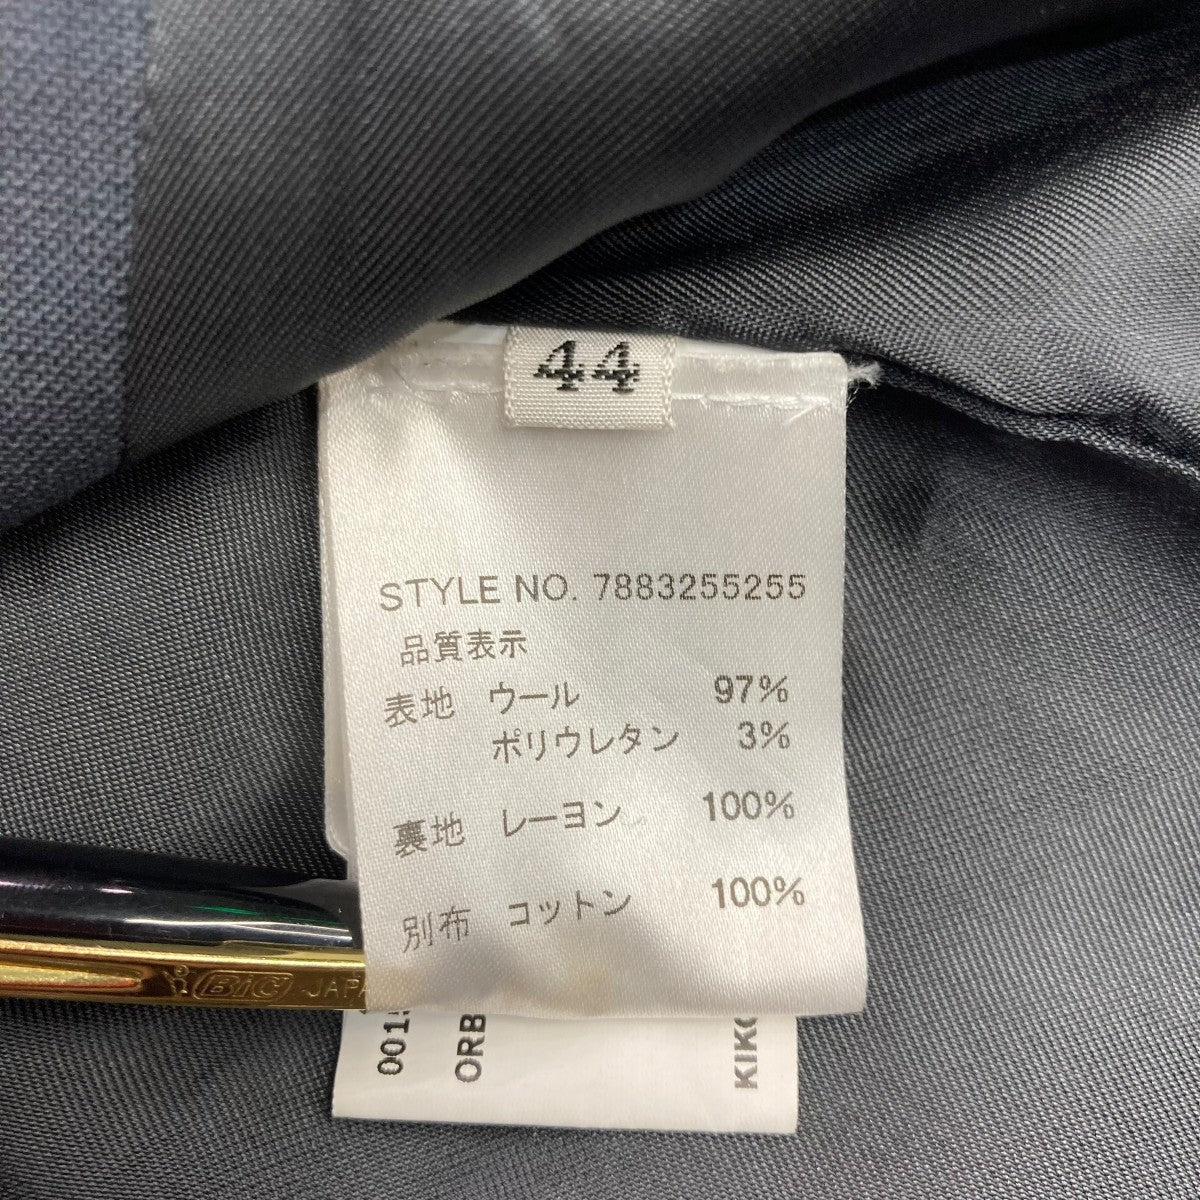 44
STYLE NO. 7883255255
品質表示
表地 ウール 97%
ポリウレタン 3%
裏地 レーヨン 100%
別布 コットン 100%
BIC